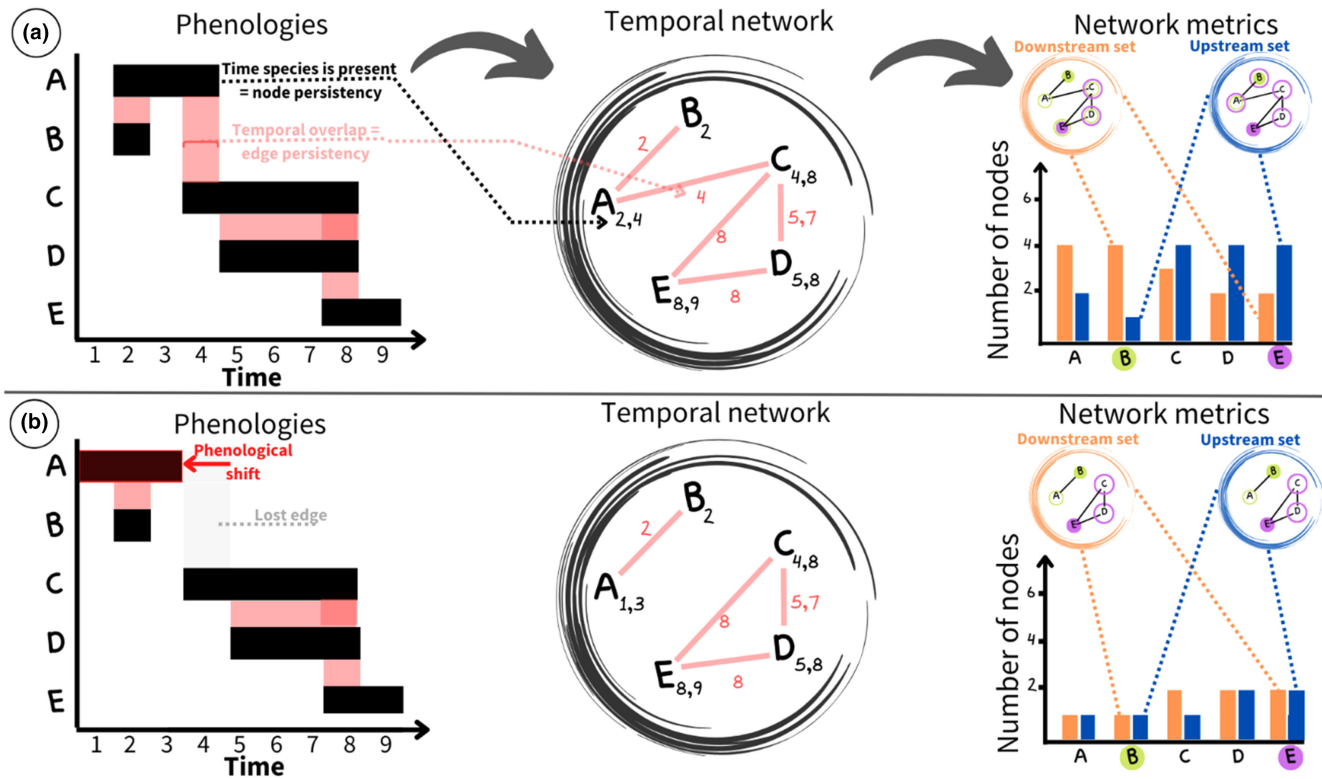 (a)
Phenologies
Temporal network
Network metrics
Downstream set
Upstream set
A
B
C
D
E
Time species is present
= node persistency
Temporal overlap =
edge persistency
1 2 3 4 5 6 7 8 9
Time
B2
2
A2,4
4
C4,8
5,7
8
D5,8
E8,9
8
B
A
C
D
E
B
A
C
D
E
Number of nodes
6
4
2
A B C D E
(b)
Phenologies
Temporal network
Network metrics
Downstream set
Upstream set
A
B
C
D
E
Phenological
shift
Lost edge
1 2 3 4 5 6 7 8 9
Time
B2
2
A1,3
C4,8
5,7
8
D5,8
E8,9
8
B
A
C
D
E
B
A
C
D
E
Number of nodes
6
4
2
A B C D E